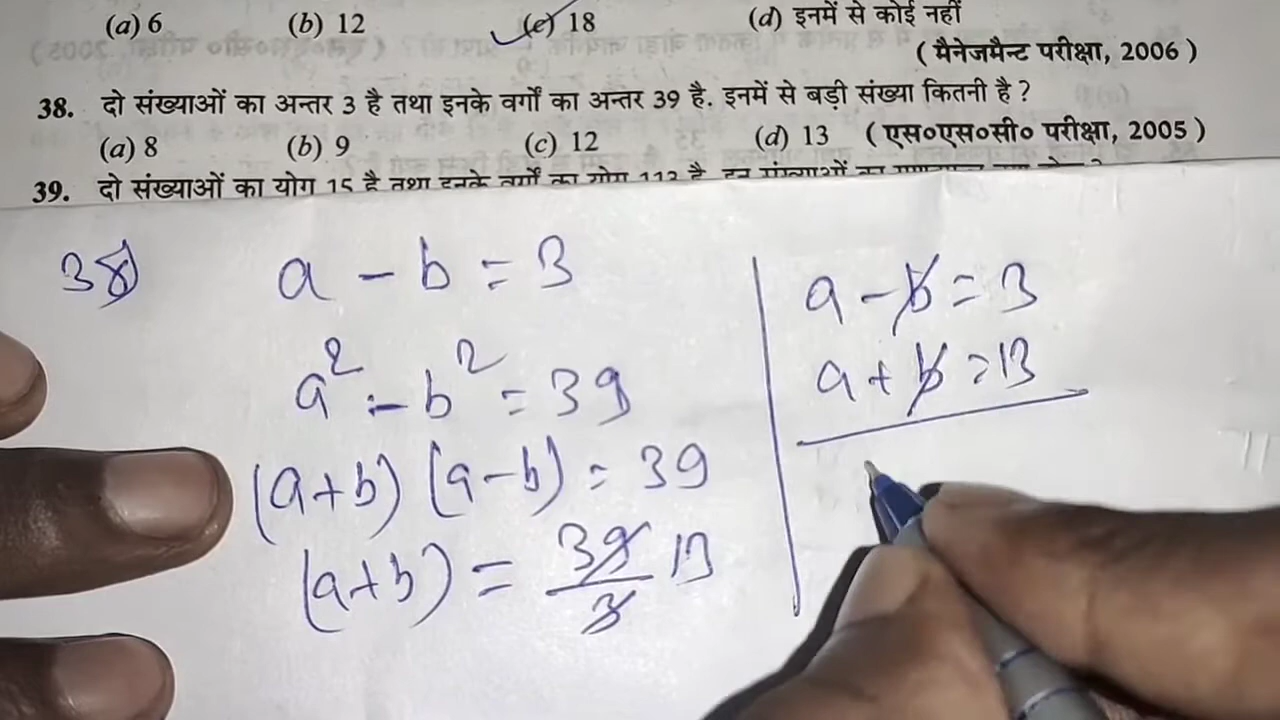 (a) 6 (b) 12 (c) 18 (d) इनमें से कोई नहीं
( मैनेजमैन्ट परीक्षा, 2006 )
38. दो संख्याओं का अन्तर 3 है तथा इनके वर्गों का अन्तर 39 है. इनमें से बड़ी संख्या कितनी है ?
(a) 8 (b) 9 (c) 12 (d) 13 ( एस०एस०सी० परीक्षा, 2005 )
39. दो संख्याओं का योग 15 है तथा इनके वर्गों का योग 113 है. इन संख्याओं का
38)
a - b = 3
a² - b² = 39
(a+b) (a-b) = 39
(a+b) = 39/3 13
a - b = 3
a + b = 13